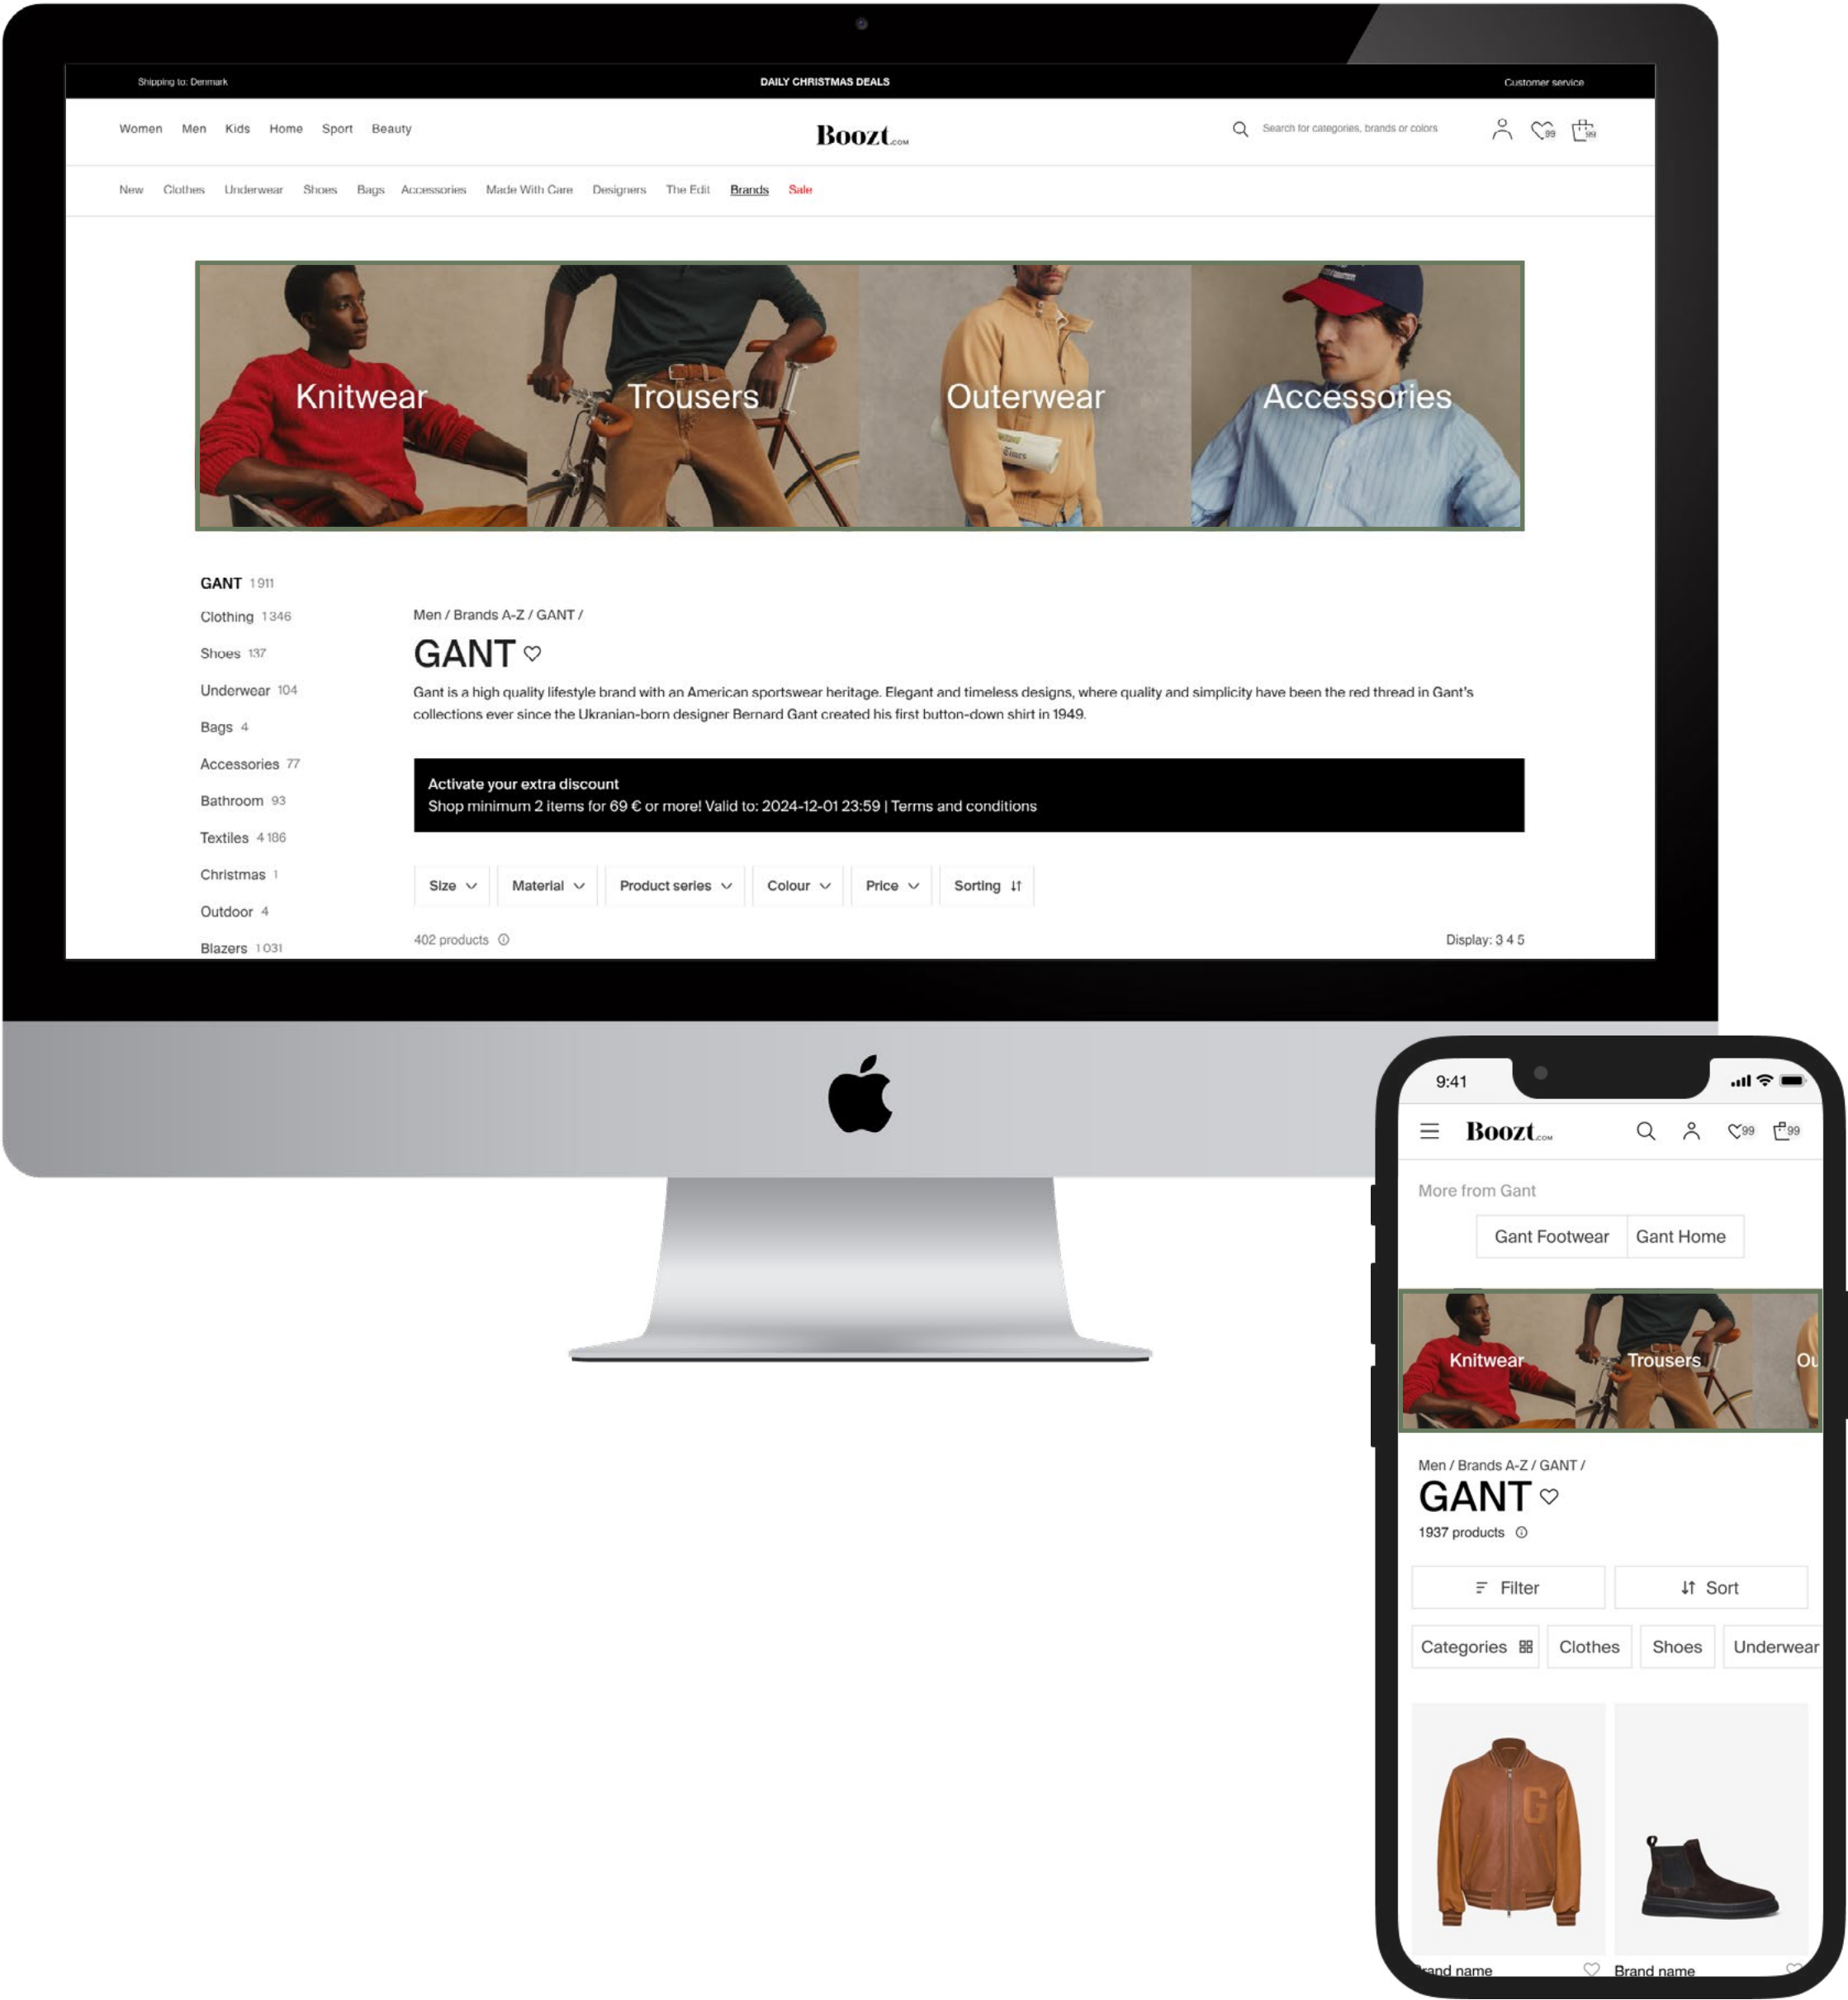 Shipping to: Denmark
DAILY CHRISTMAS DEALS
Customer service
Women Men Kids Home Sport Beauty
Boozt.COM
Search for categories, brands or colors
99
99
New Clothes Underwear Shoes Bags Accessories Made With Care Designers The Edit Brands Sale
Knitwear
Trousers
Outerwear
Accessories
Times
GANT 1 911
Clothing 1 346
Shoes 137
Underwear 104
Bags 4
Accessories 77
Bathroom 93
Textiles 4 186
Christmas 1
Outdoor 4
Blazers 1 031
Men / Brands A-Z / GANT /
GANT
Gant is a high quality lifestyle brand with an American sportswear heritage. Elegant and timeless designs, where quality and simplicity have been the red thread in Gant's
collections ever since the Ukranian-born designer Bernard Gant created his first button-down shirt in 1949.
Activate your extra discount
Shop minimum 2 items for 69 € or more! Valid to: 2024-12-01 23:59 | Terms and conditions
Size Material Product series Colour Price Sorting
402 products
Display: 3 4 5
9:41
Boozt.COM
99
99
More from Gant
Gant Footwear Gant Home
Knitwear
Trousers
Ou
Men / Brands A-Z / GANT /
GANT
1937 products
Filter
Sort
Categories Clothes Shoes Underwear
G
Brand name
Brand name